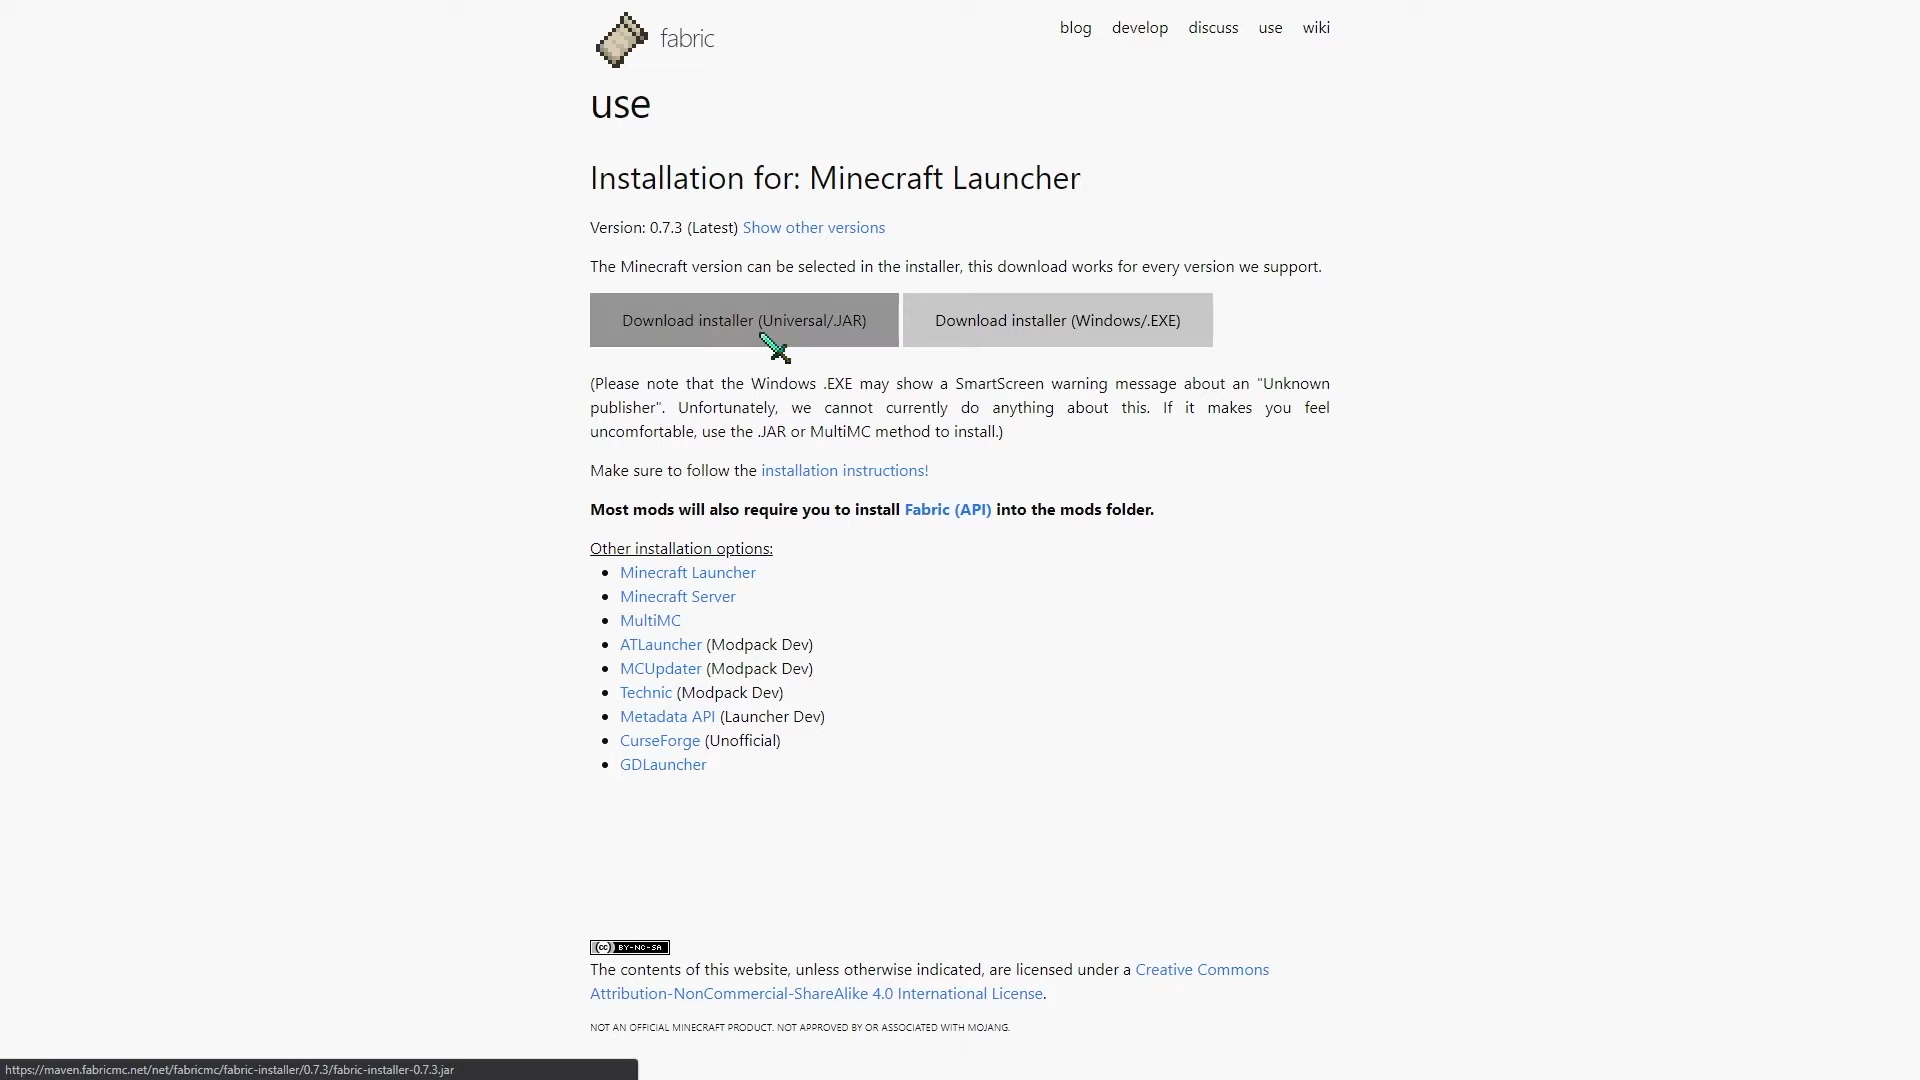 fabric
blog develop discuss use wiki
use
Installation for: Minecraft Launcher
Version: 0.7.3 (Latest) Show other versions
The Minecraft version can be selected in the installer, this download works for every version we support.
Download installer (Universal/.JAR)
Download installer (Windows/.EXE)
(Please note that the Windows .EXE may show a SmartScreen warning message about an "Unknown
publisher". Unfortunately, we cannot currently do anything about this. If it makes you feel
uncomfortable, use the .JAR or MultiMC method to install.)
Make sure to follow the installation instructions!
Most mods will also require you to install Fabric (API) into the mods folder.
Other installation options:
Minecraft Launcher
Minecraft Server
MultiMC
ATLauncher (Modpack Dev)
MCUpdater (Modpack Dev)
Technic (Modpack Dev)
Metadata API (Launcher Dev)
CurseForge (Unofficial)
GDLauncher
(cc) BY-NC-SA
The contents of this website, unless otherwise indicated, are licensed under a Creative Commons
Attribution-NonCommercial-ShareAlike 4.0 International License.
NOT AN OFFICIAL MINECRAFT PRODUCT. NOT APPROVED BY OR ASSOCIATED WITH MOJANG.
https://maven.fabricmc.net/net/fabricmc/fabric-installer/0.7.3/fabric-installer-0.7.3.jar